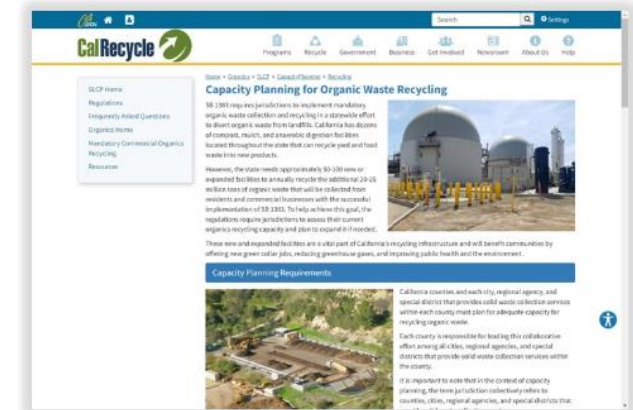 Search
Settings
CalRecycle
Programs Recycle Government Business Get Involved Newsroom About Us Help
Home » Organics » SLCP » Capacity Planning » Recycling
SLCP Home
Regulations
Frequently Asked Questions
Organics Home
Mandatory Commercial Organics
Recycling
Resources
Capacity Planning for Organic Waste Recycling
SB 1383 requires jurisdictions to implement mandatory
organic waste collection and recycling in a statewide effort
to divert organic waste from landfills. California has dozens
of compost, mulch, and anaerobic digestion facilities
located throughout the state that can recycle yard and food
waste into new products.
However, the state needs approximately 50-100 new or
expanded facilities to annually recycle the additional 20-25
million tons of organic waste that will be collected from
residents and commercial businesses with the successful
implementation of SB 1383. To help achieve this goal, the
regulations require jurisdictions to assess their current
organics recycling capacity and plan to expand it if needed.
These new and expanded facilities are a vital part of California's recycling infrastructure and will benefit communities by
offering new green collar jobs, reducing greenhouse gases, and improving public health and the environment.
Capacity Planning Requirements
California counties and each city, regional agency, and
special district that provides solid waste collection services
within each county must plan for adequate capacity for
recycling organic waste.
Each county is responsible for leading this collaborative
effort among all cities, regional agencies, and special
districts that provide solid waste collection services within
the county.
It is important to note that in the context of capacity
planning, the term jurisdiction collectively refers to
counties, cities, regional agencies, and special districts that